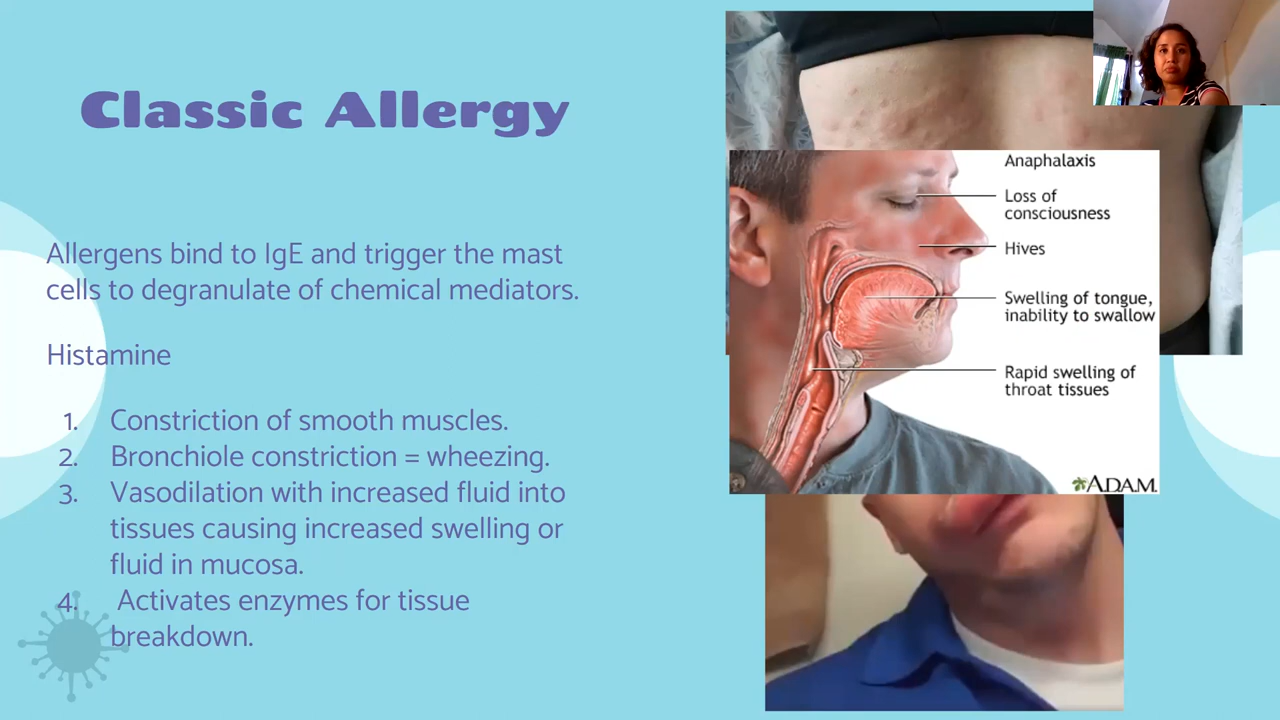 Classic Allergy
Allergens bind to IgE and trigger the mast
cells to degranulate of chemical mediators.
Histamine
1. Constriction of smooth muscles.
2. Bronchiole constriction = wheezing.
3. Vasodilation with increased fluid into
tissues causing increased swelling or
fluid in mucosa.
4. Activates enzymes for tissue
breakdown.
Anaphalaxis
Loss of
consciousness
Hives
Swelling of tongue,
inability to swallow
Rapid swelling of
throat tissues
ADAM.